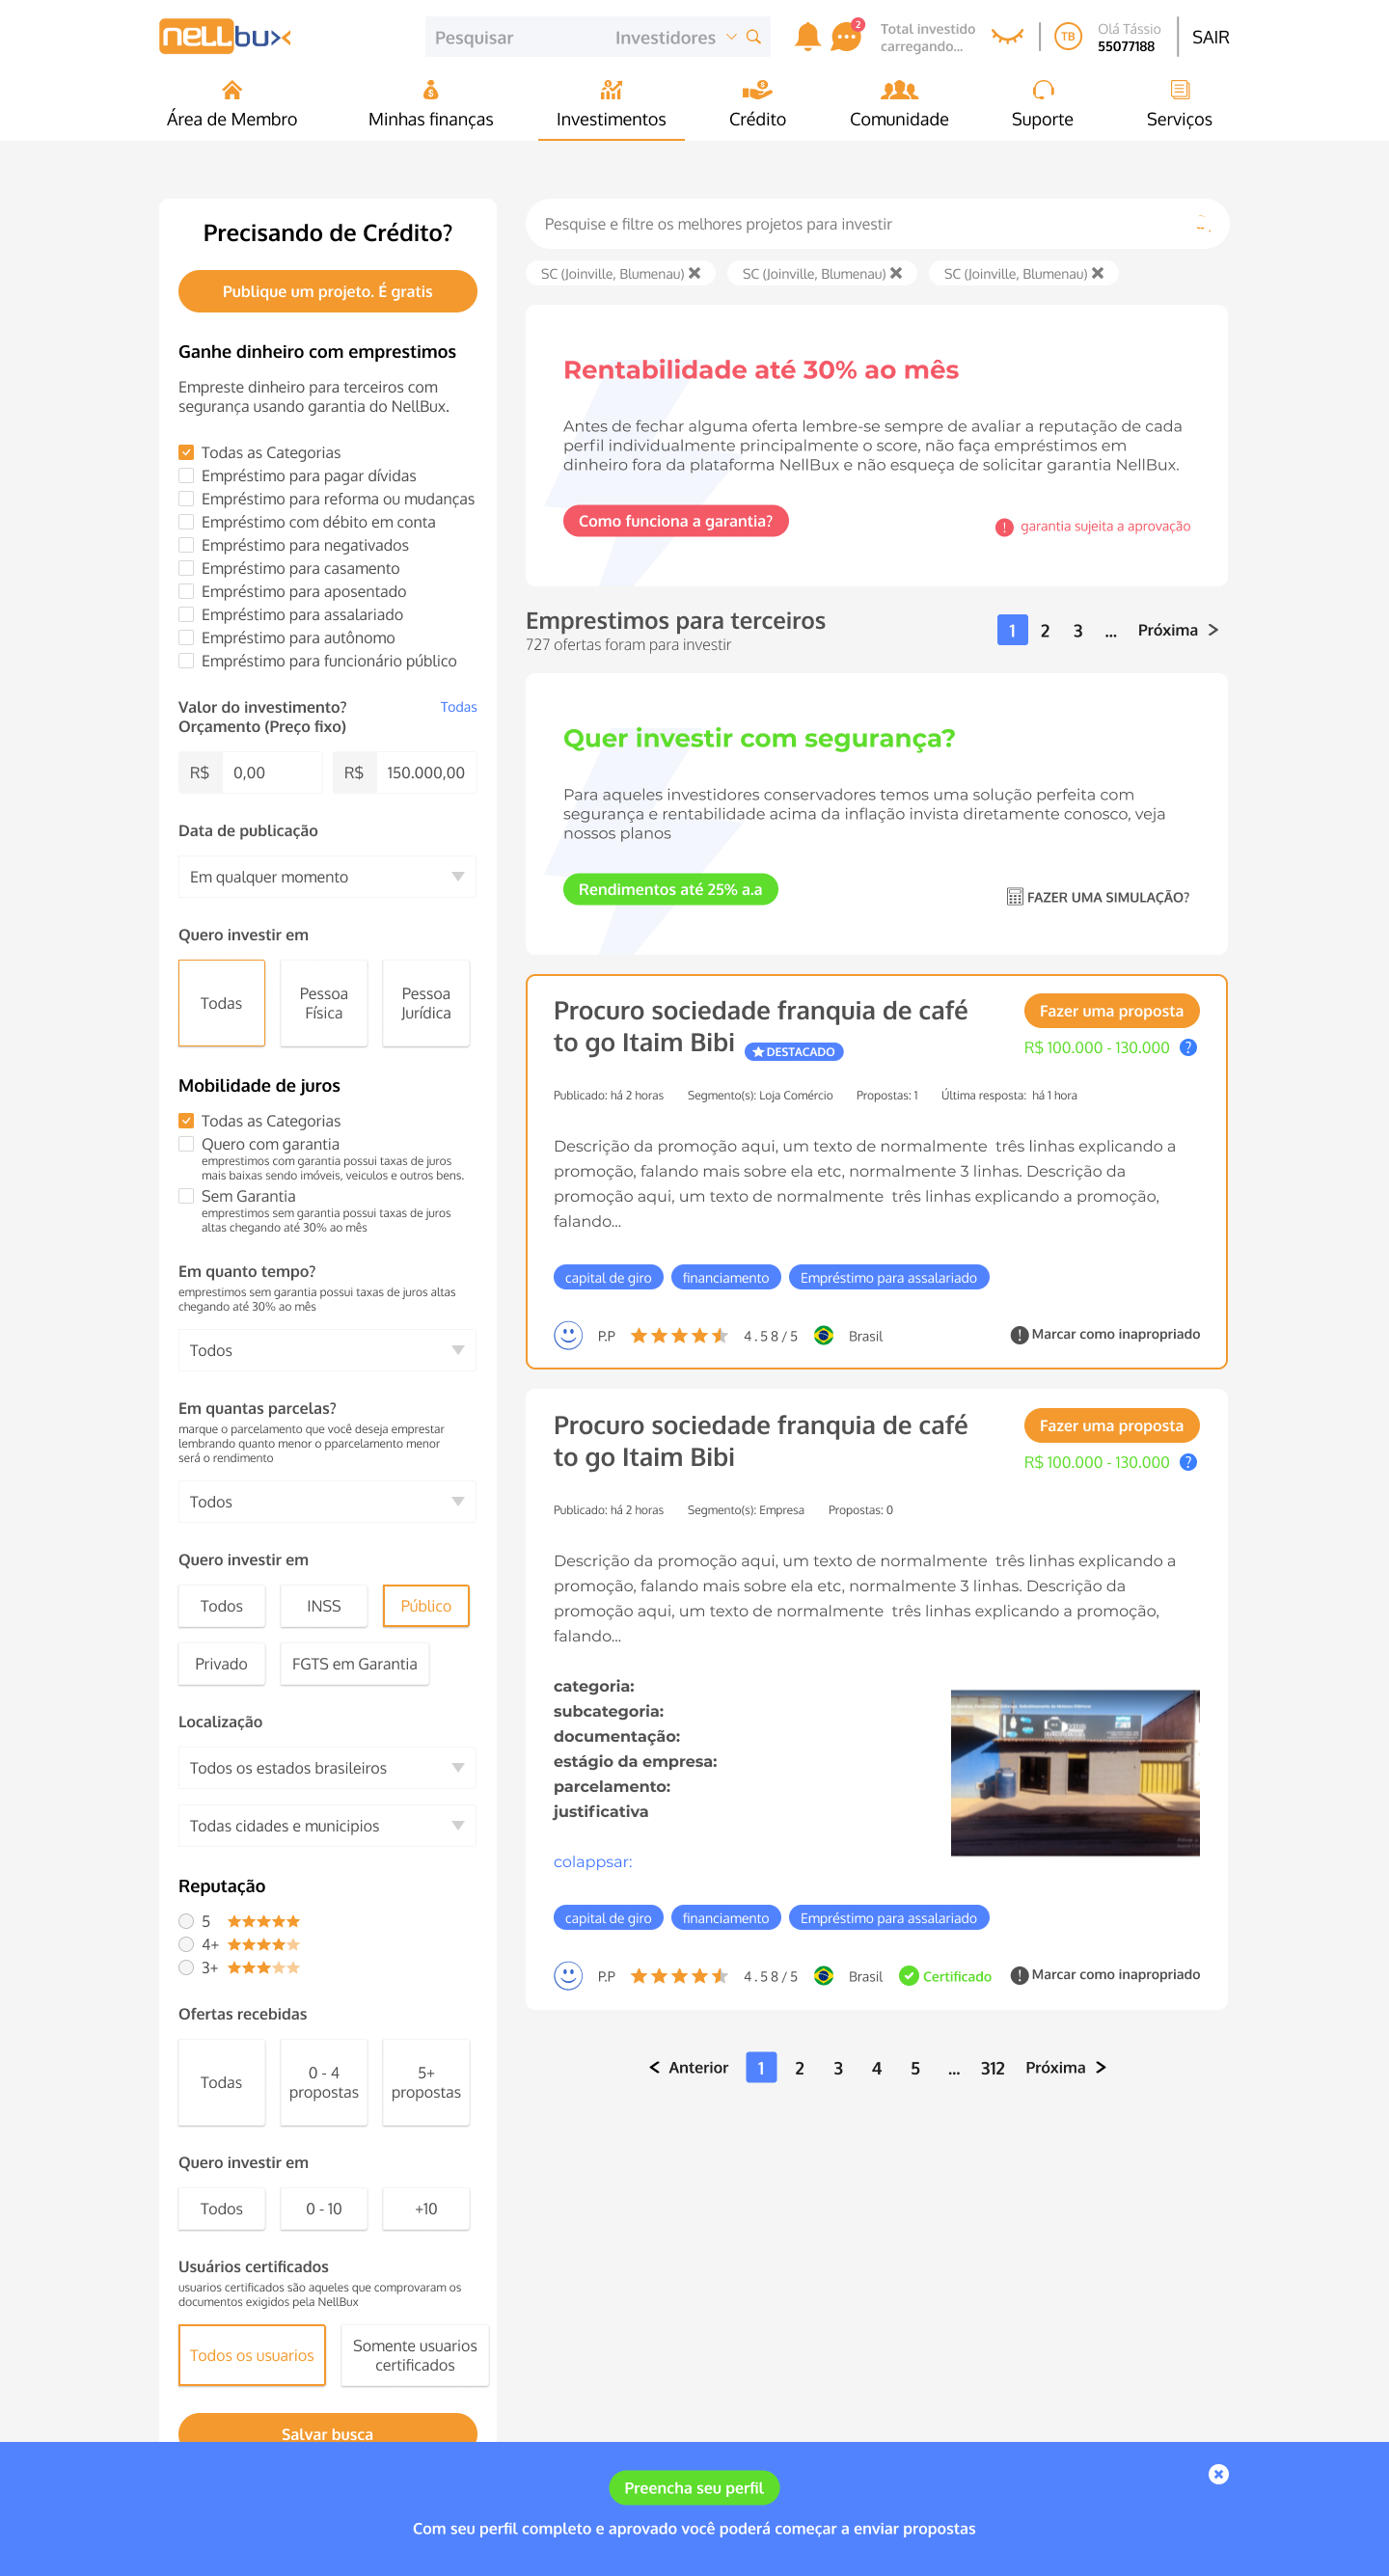 nellbux
Pesquisar
Investidores
2
Total investido
carregando...
TB
Olá Tássio
55077188
SAIR
Área de Membro
Minhas finanças
Investimentos
Crédito
Comunidade
Suporte
Serviços
Precisando de Crédito?
Publique um projeto. É gratis
Ganhe dinheiro com emprestimos
Empreste dinheiro para terceiros com
segurança usando garantia do NellBux.
Todas as Categorias
Empréstimo para pagar dívidas
Empréstimo para reforma ou mudanças
Empréstimo com débito em conta
Empréstimo para negativados
Empréstimo para casamento
Empréstimo para aposentado
Empréstimo para assalariado
Empréstimo para autônomo
Empréstimo para funcionário público
Valor do investimento?
Todas
Orçamento (Preço fixo)
R$ 0,00
R$ 150.000,00
Data de publicação
Em qualquer momento
Quero investir em
Todas
Pessoa
Física
Pessoa
Jurídica
Mobilidade de juros
Todas as Categorias
Quero com garantia
emprestimos com garantia possui taxas de juros
mais baixas sendo imóveis, veiculos e outros bens.
Sem Garantia
emprestimos sem garantia possui taxas de juros
altas chegando até 30% ao mês
Em quanto tempo?
emprestimos sem garantia possui taxas de juros altas
chegando até 30% ao mês
Todos
Em quantas parcelas?
marque o parcelamento que você deseja emprestar
lembrando quanto menor o pparcelamento menor
será o rendimento
Todos
Quero investir em
Todos
INSS
Público
Privado
FGTS em Garantia
Localização
Todos os estados brasileiros
Todas cidades e municipios
Reputação
5
4+
3+
Ofertas recebidas
Todas
0 - 4
propostas
5+
propostas
Quero investir em
Todos
0 - 10
+10
Usuários certificados
usuarios certificados são aqueles que comprovaram os
documentos exigidos pela NellBux
Todos os usuarios
Somente usuarios
certificados
Salvar busca
Pesquise e filtre os melhores projetos para investir
SC (Joinville, Blumenau)
SC (Joinville, Blumenau)
SC (Joinville, Blumenau)
Rentabilidade até 30% ao mês
Antes de fechar alguma oferta lembre-se sempre de avaliar a reputação de cada
perfil individualmente principalmente o score, não faça empréstimos em
dinheiro fora da plataforma NellBux e não esqueça de solicitar garantia NellBux.
Como funciona a garantia?
! garantia sujeita a aprovação
Emprestimos para terceiros
727 ofertas foram para investir
1 2 3 ... Próxima >
Quer investir com segurança?
Para aqueles investidores conservadores temos uma solução perfeita com
segurança e rentabilidade acima da inflação invista diretamente conosco, veja
nossos planos
Rendimentos até 25% a.a
FAZER UMA SIMULAÇÃO?
Procuro sociedade franquia de café
to go Itaim Bibi
DESTACADO
Fazer uma proposta
R$ 100.000 - 130.000 ?
Publicado: há 2 horas Segmento(s): Loja Comércio Propostas: 1 Última resposta: há 1 hora
Descrição da promoção aqui, um texto de normalmente três linhas explicando a
promoção, falando mais sobre ela etc, normalmente 3 linhas. Descrição da
promoção aqui, um texto de normalmente três linhas explicando a promoção,
falando...
capital de giro
financiamento
Empréstimo para assalariado
P.P 4.58/5 Brasil ! Marcar como inapropriado
Procuro sociedade franquia de café
to go Itaim Bibi
Fazer uma proposta
R$ 100.000 - 130.000 ?
Publicado: há 2 horas Segmento(s): Empresa Propostas: 0
Descrição da promoção aqui, um texto de normalmente três linhas explicando a
promoção, falando mais sobre ela etc, normalmente 3 linhas. Descrição da
promoção aqui, um texto de normalmente três linhas explicando a promoção,
falando...
categoria:
subcategoria:
documentação:
estágio da empresa:
parcelamento:
justificativa
colappsar:
capital de giro
financiamento
Empréstimo para assalariado
P.P 4.58/5 Brasil Certificado ! Marcar como inapropriado
< Anterior 1 2 3 4 5 ... 312 Próxima >
Preencha seu perfil
Com seu perfil completo e aprovado você poderá começar a enviar propostas